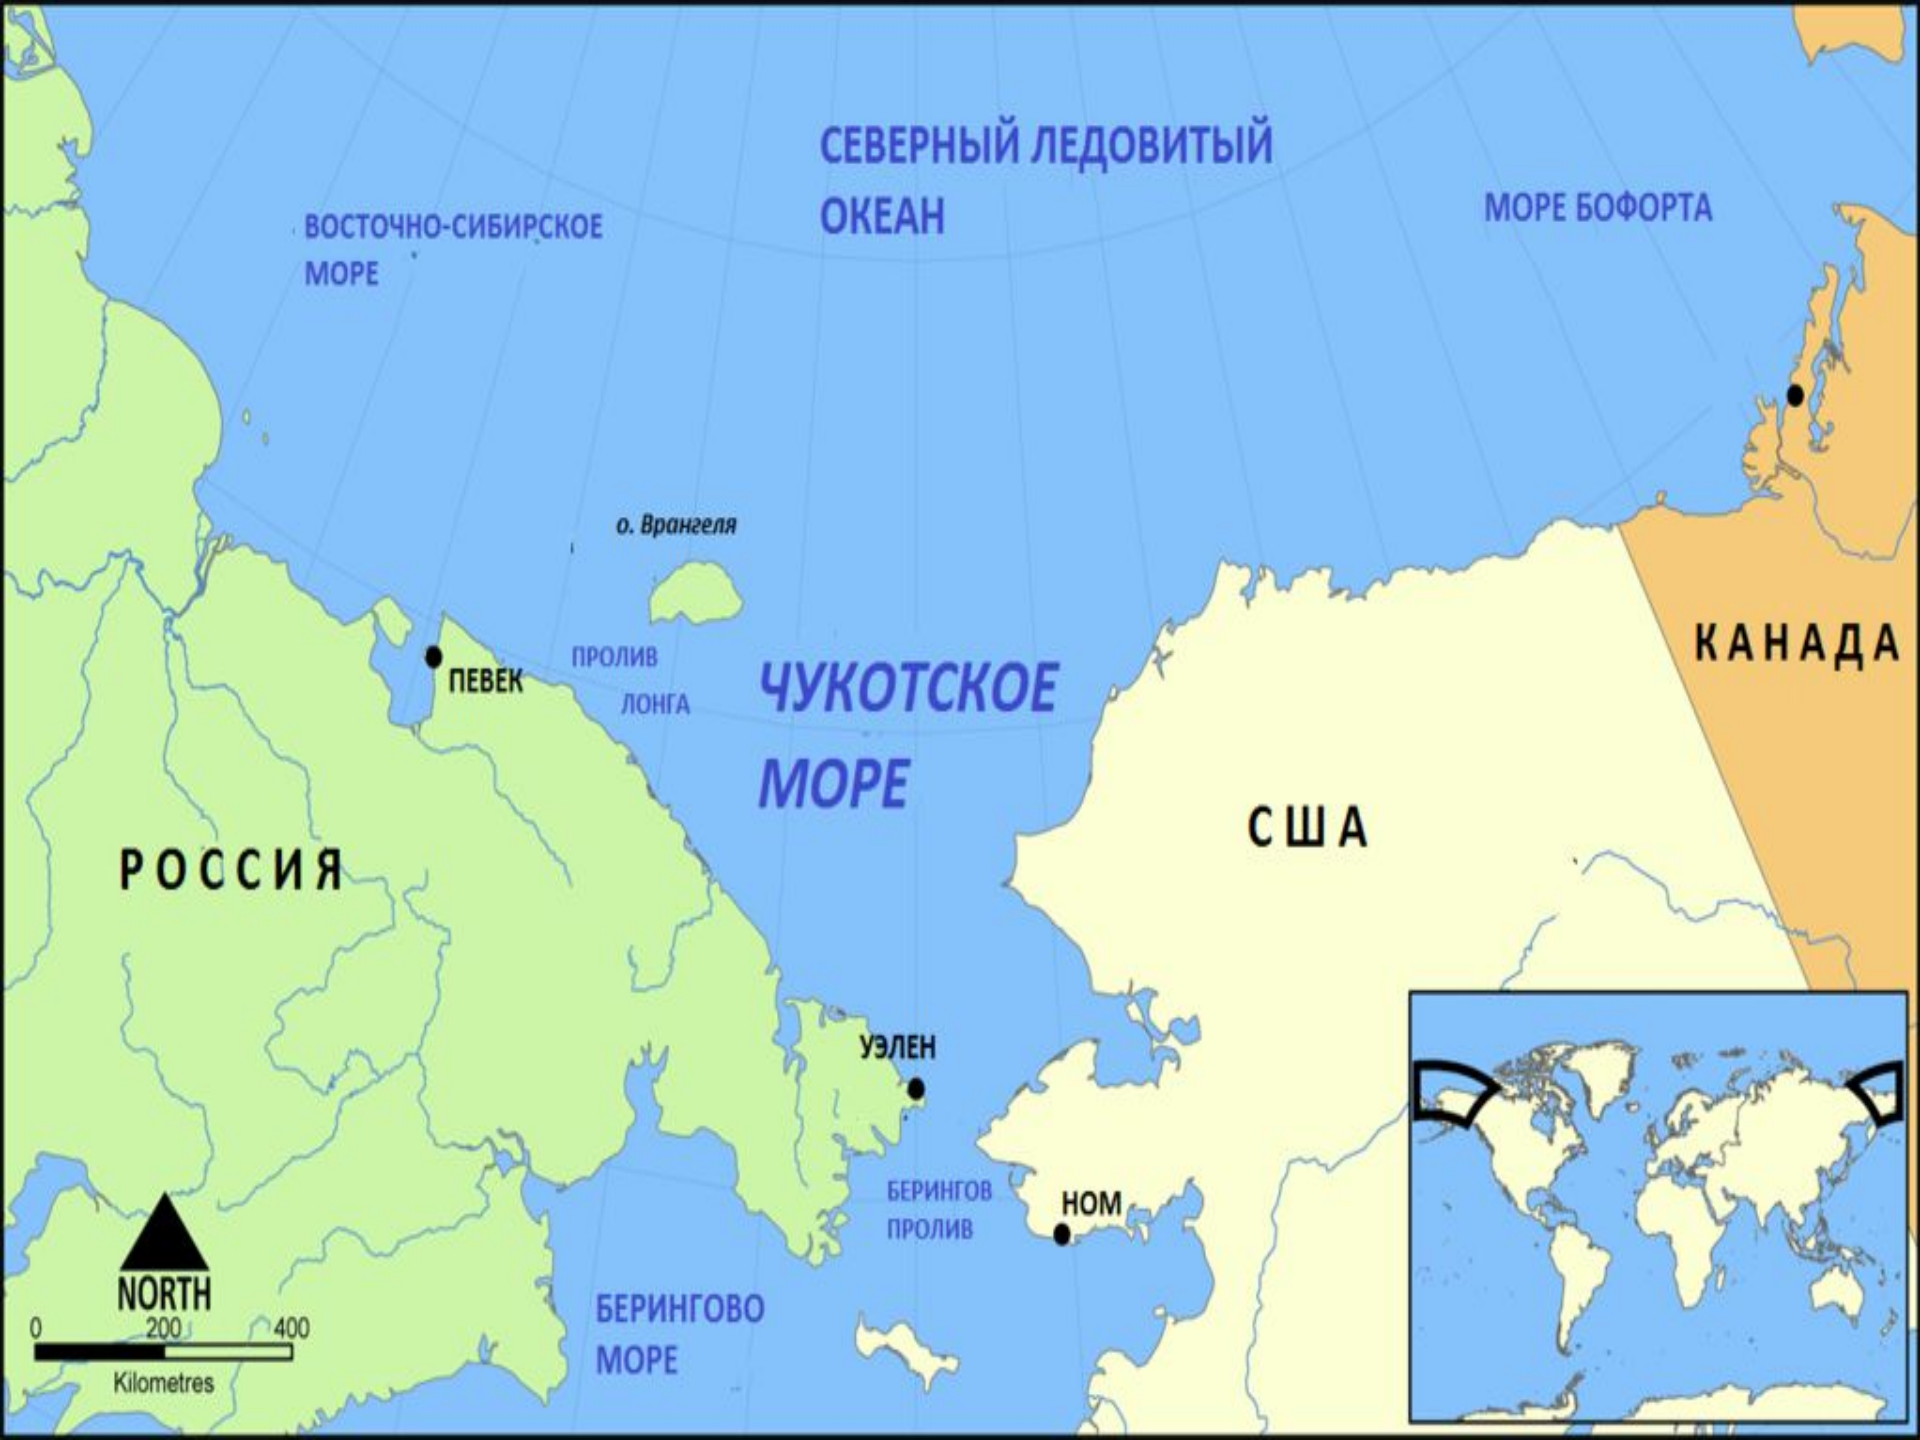 СЕВЕРНЫЙ ЛЕДОВИТЫЙ
ОКЕАН
МОРЕ БОФОРТА
ВОСТОЧНО-СИБИРСКОЕ
МОРЕ
о. Врангеля
КАНАДА
ПРОЛИВ
ЛОНГА
ПЕВЕК
ЧУКОТСКОЕ
МОРЕ
США
РОССИЯ
УЭЛЕН
БЕРИНГОВ
ПРОЛИВ
НОМ
NORTH
0 200 400
Kilometres
БЕРИНГОВО
МОРЕ